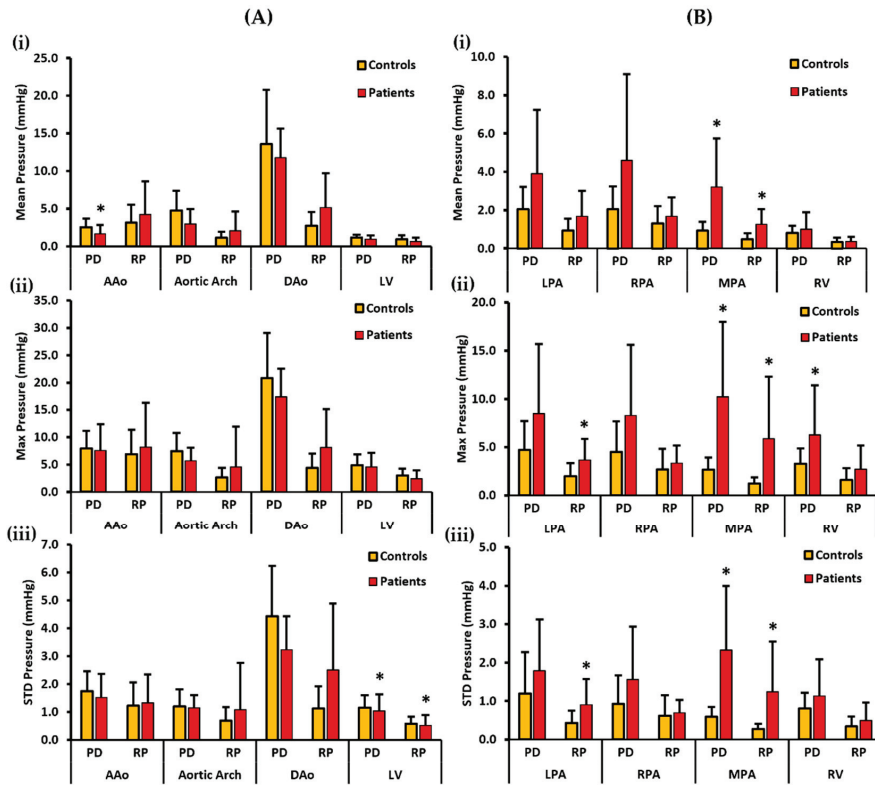 (A)
(i)
Mean Pressure (mmHg)
25.0
20.0
15.0
10.0
5.0
0.0
Controls
Patients
*
PD RP PD RP PD RP PD RP
AAo Aortic Arch DAo LV
(ii)
Max Pressure (mmHg)
35.0
30.0
25.0
20.0
15.0
10.0
5.0
0.0
Controls
Patients
PD RP PD RP PD RP PD RP
AAo Aortic Arch DAo LV
(iii)
STD Pressure (mmHg)
7.0
6.0
5.0
4.0
3.0
2.0
1.0
0.0
Controls
Patients
* *
PD RP PD RP PD RP PD RP
AAo Aortic Arch DAo LV
(B)
(i)
Mean Pressure (mmHg)
10.0
8.0
6.0
4.0
2.0
0.0
Controls
Patients
* *
PD RP PD RP PD RP PD RP
LPA RPA MPA RV
(ii)
Max Pressure (mmHg)
20.0
15.0
10.0
5.0
0.0
Controls
Patients
* * * *
PD RP PD RP PD RP PD RP
LPA RPA MPA RV
(iii)
STD Pressure (mmHg)
5.0
4.0
3.0
2.0
1.0
0.0
Controls
Patients
* * *
PD RP PD RP PD RP PD RP
LPA RPA MPA RV